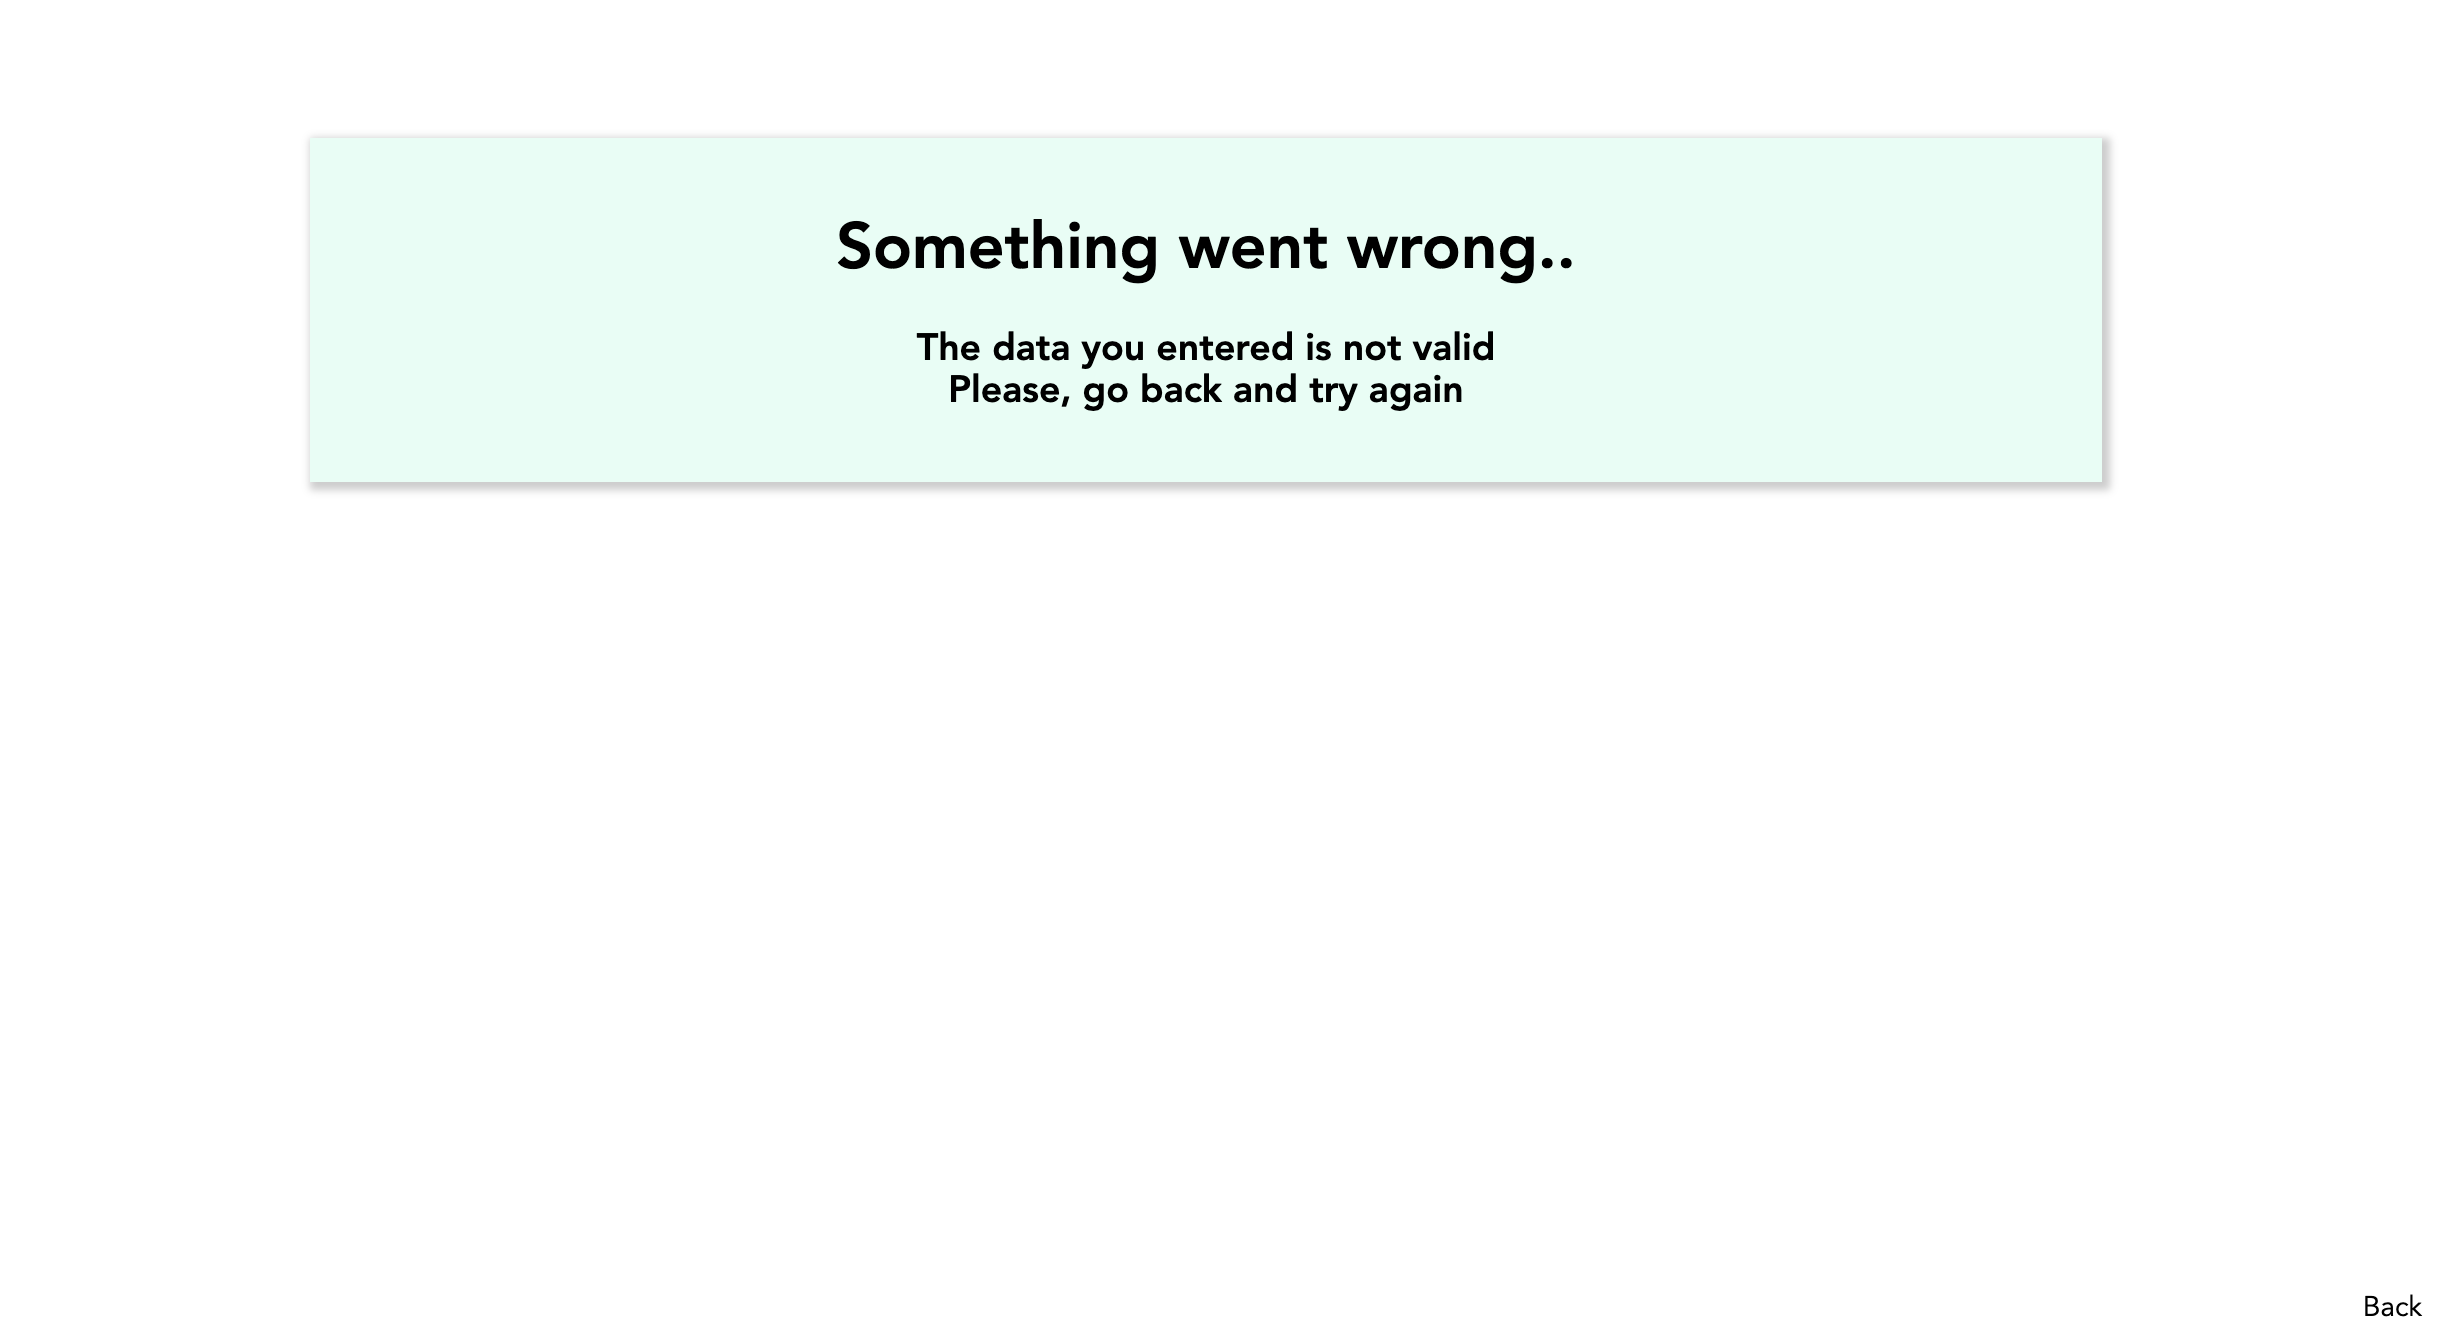 Something went wrong..
The data you entered is not valid
Please, go back and try again
Back